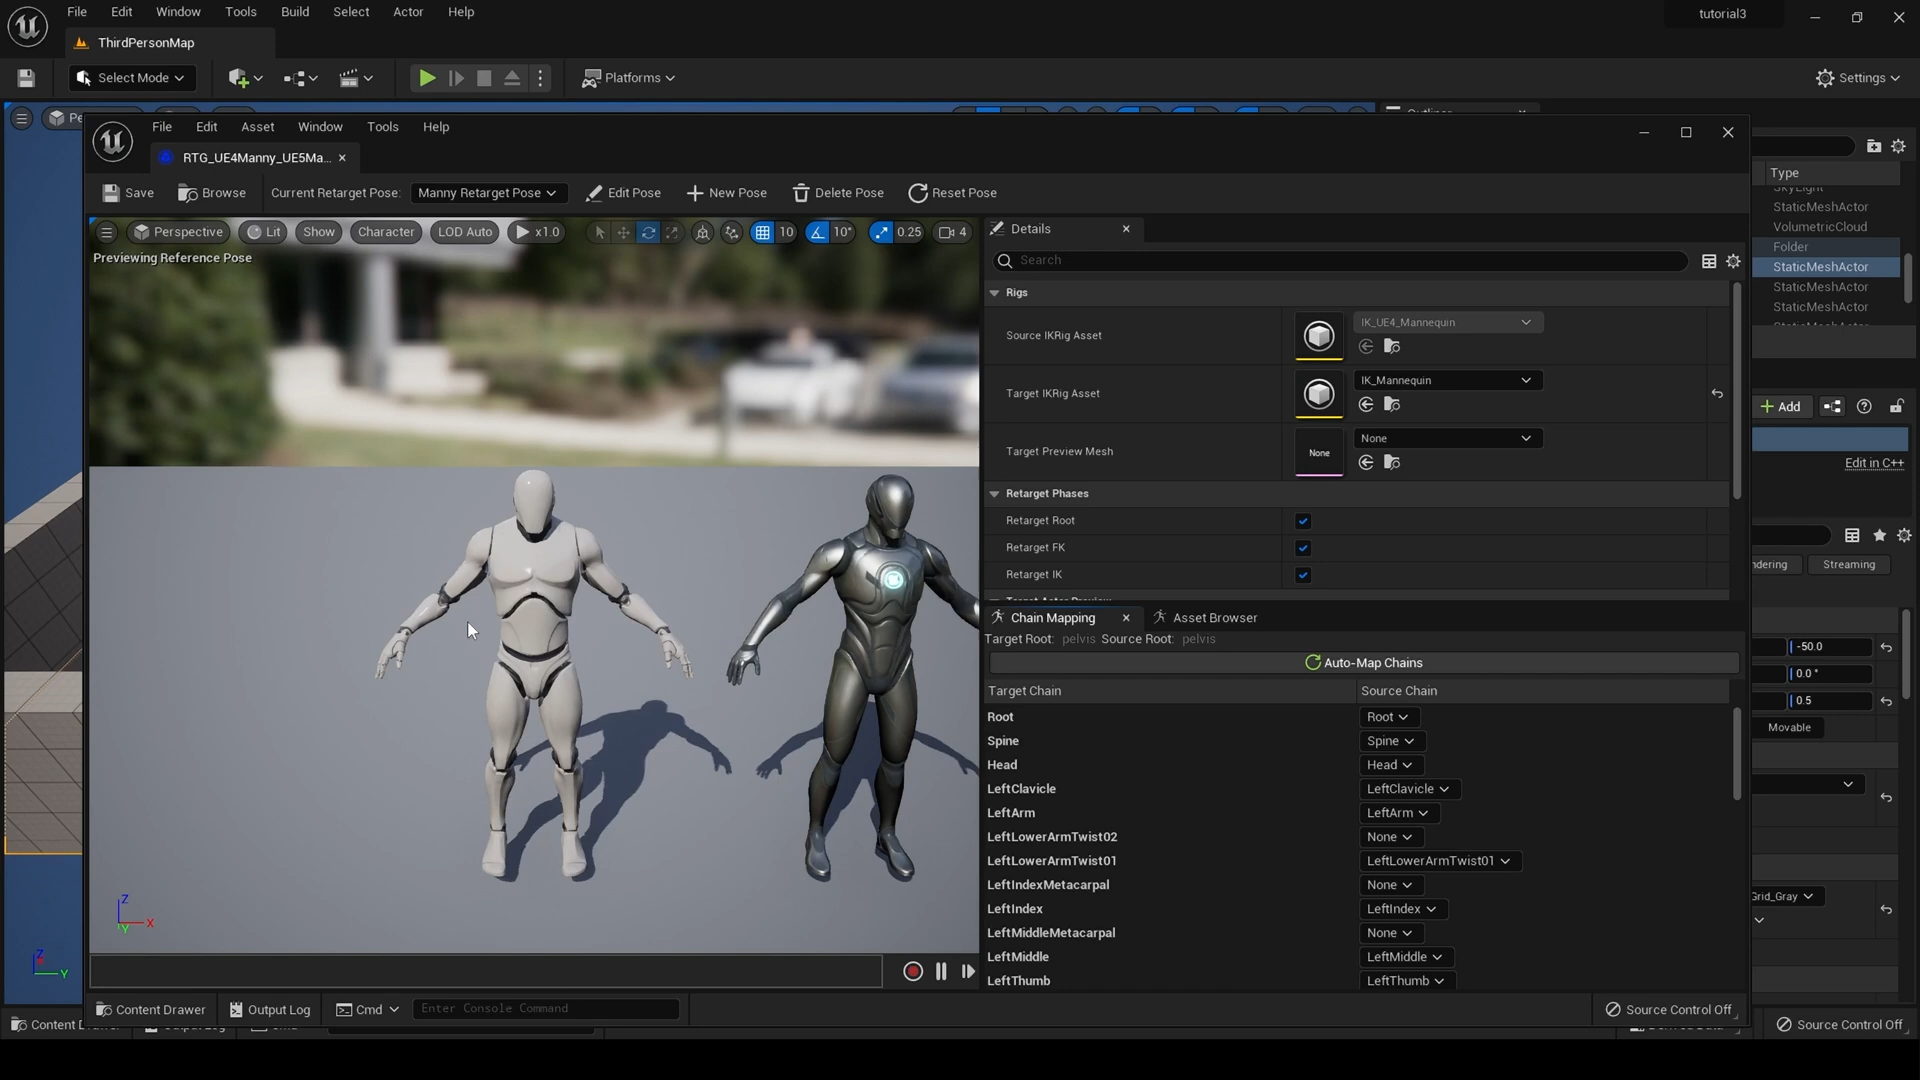 File Edit Window Tools Build Select Actor Help
tutorial3
ThirdPersonMap
Select Mode
Platforms
Settings
File Edit Asset Window Tools Help
RTG_UE4Manny_UE5Ma...
Type
Save Browse Current Retarget Pose: Manny Retarget Pose Edit Pose New Pose Delete Pose Reset Pose
StaticMeshActor
VolumetricCloud
Folder
StaticMeshActor
StaticMeshActor
StaticMeshActor
Perspective Lit Show Character LOD Auto x1.0 10 10° 0.25 4
Previewing Reference Pose
Details
Search
Rigs
Source IKRig Asset
IK_UE4_Mannequin
Target IKRig Asset
IK_Mannequin
Target Preview Mesh
None
None
Retarget Phases
Retarget Root
Retarget FK
Retarget IK
Add
Edit in C++
ndering Streaming
-50.0
0.0 °
0.5
Movable
Grid_Gray
Chain Mapping Asset Browser
Target Root: pelvis Source Root: pelvis
Auto-Map Chains
Target Chain Source Chain
Root Root
Spine Spine
Head Head
LeftClavicle LeftClavicle
LeftArm LeftArm
LeftLowerArmTwist02 None
LeftLowerArmTwist01 LeftLowerArmTwist01
LeftIndexMetacarpal None
LeftIndex LeftIndex
LeftMiddleMetacarpal None
LeftMiddle LeftMiddle
LeftThumb LeftThumb
Z
X
Y
Z
Y
Content Drawer Output Log Cmd Enter Console Command
Source Control Off
Source Control Off